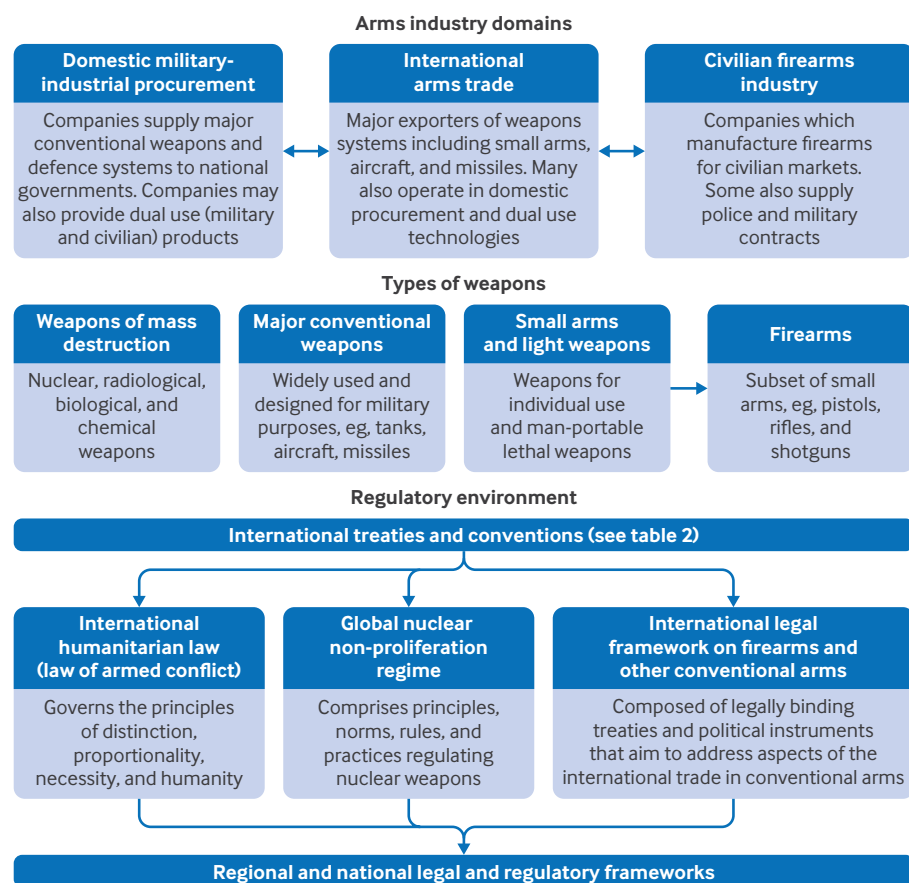 Arms industry domains
Domestic military-
industrial procurement
Companies supply major
conventional weapons and
defence systems to national
governments. Companies may
also provide dual use (military
and civilian) products
International
arms trade
Major exporters of weapons
systems including small arms,
aircraft, and missiles. Many
also operate in domestic
procurement and dual use
technologies
Civilian firearms
industry
Companies which
manufacture firearms
for civilian markets.
Some also supply
police and military
contracts
Types of weapons
Weapons of mass
destruction
Nuclear, radiological,
biological, and
chemical
weapons
Major conventional
weapons
Widely used and
designed for military
purposes, eg, tanks,
aircraft, missiles
Small arms
and light weapons
Weapons for
individual use
and man-portable
lethal weapons
Firearms
Subset of small
arms, eg, pistols,
rifles, and
shotguns
Regulatory environment
International treaties and conventions (see table 2)
International
humanitarian law
(law of armed conflict)
Governs the principles
of distinction,
proportionality,
necessity, and humanity
Global nuclear
non-proliferation
regime
Comprises principles,
norms, rules, and
practices regulating
nuclear weapons
International legal
framework on firearms and
other conventional arms
Composed of legally binding
treaties and political instruments
that aim to address aspects of the
international trade in conventional arms
Regional and national legal and regulatory frameworks